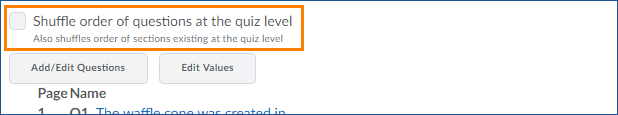 Shuffle order of questions at the quiz level
Also shuffles order of sections existing at the quiz level
Add/Edit Questions Edit Values
Page Name
1 Q1 The waffle cone was created in